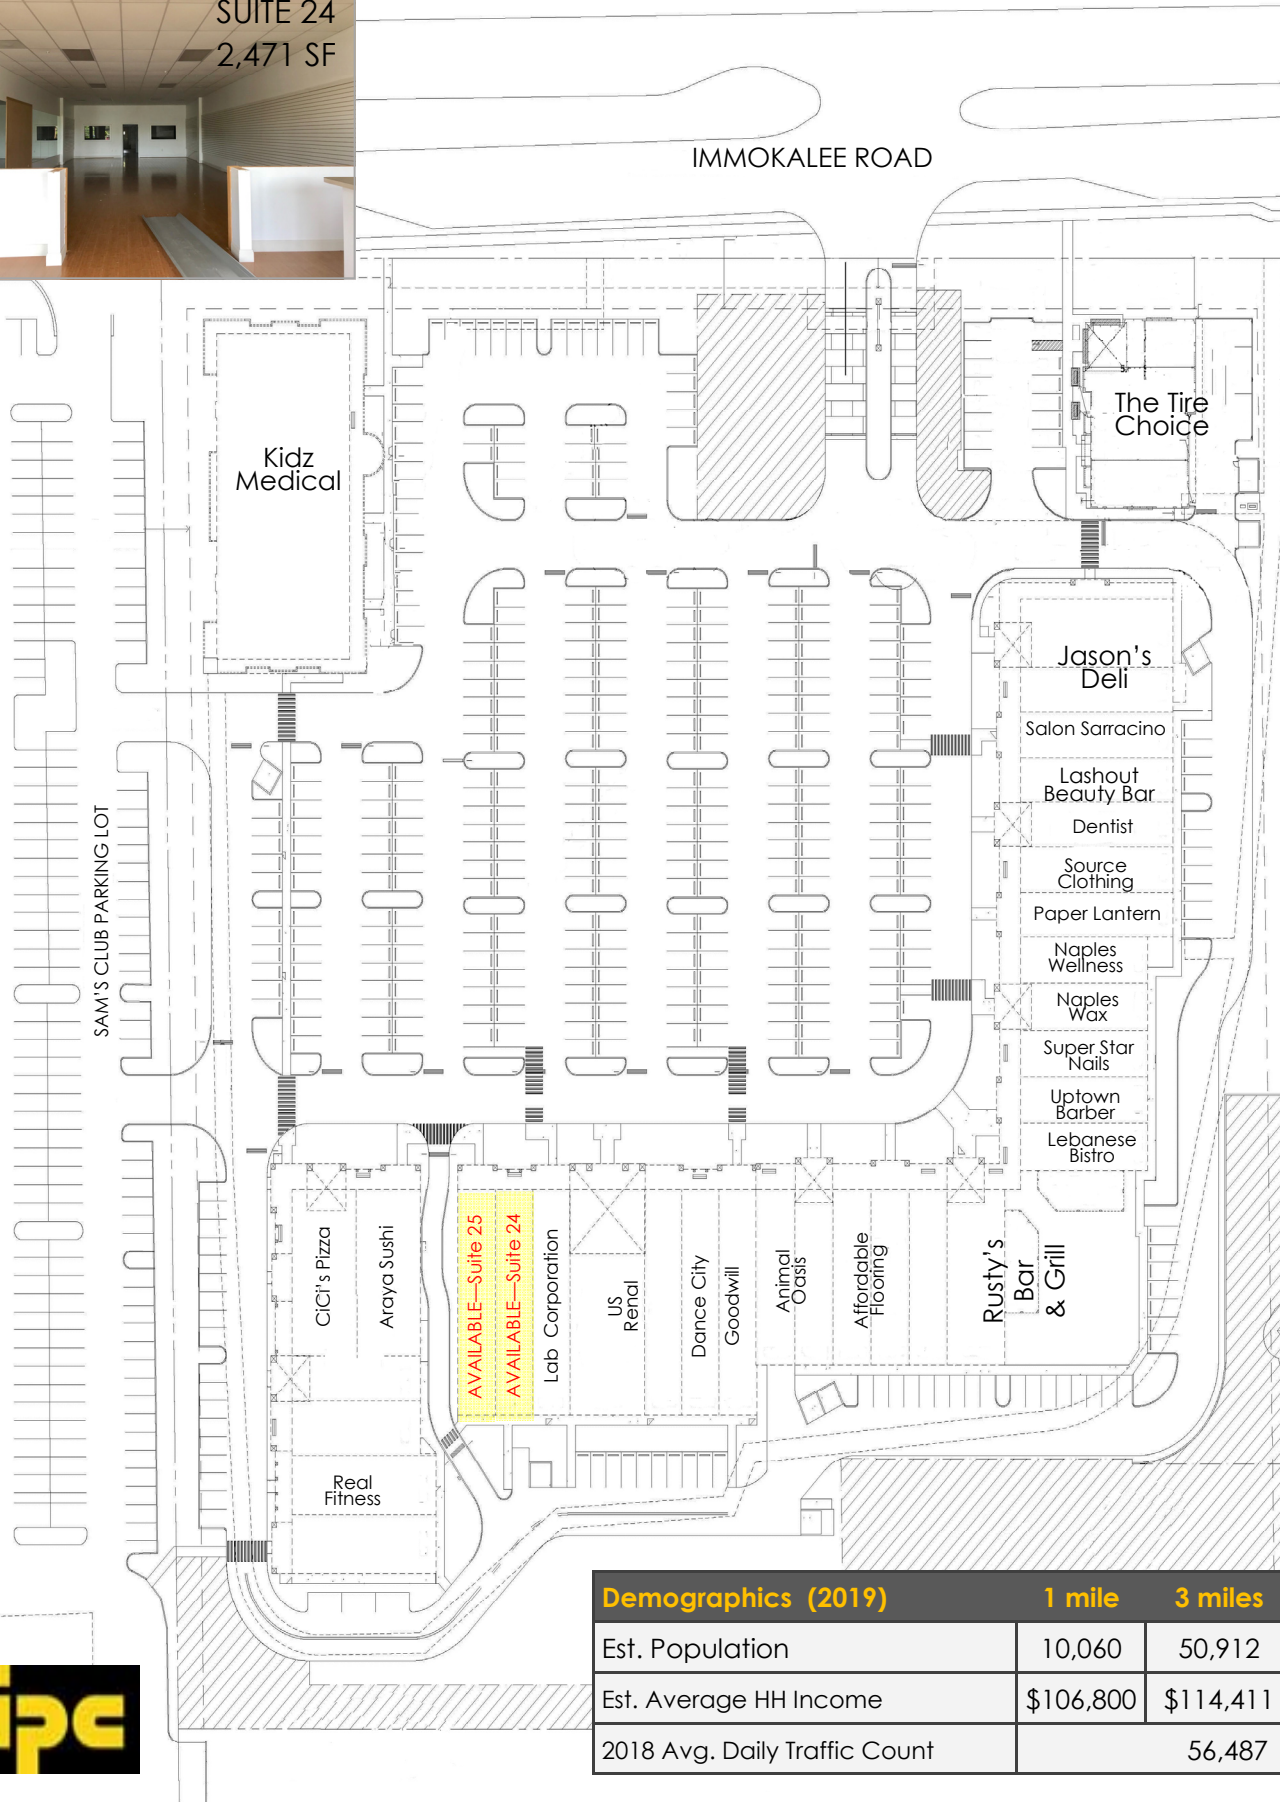 SUITE 24
2,471 SF
IMMOKALEE ROAD
Kidz
Medical
The Tire
Choice
Jason's
Deli
Salon Sarracino
Lashout
Beauty Bar
Dentist
Source
Clothing
Paper Lantern
Naples
Wellness
Naples
Wax
Super Star
Nails
Uptown
Barber
Lebanese
Bistro
SAM'S CLUB PARKING LOT
CiCi's Pizza
Araya Sushi
AVAILABLE—Suite 25
AVAILABLE—Suite 24
Lab Corporation
US
Renal
Dance City
Goodwill
Animal
Oasis
Affordable
Flooring
Rusty's
Bar
& Grill
Real
Fitness
Demographics (2019) 1 mile 3 miles
Est. Population 10,060 50,912
Est. Average HH Income $106,800 $114,411
2018 Avg. Daily Traffic Count 56,487
ipc